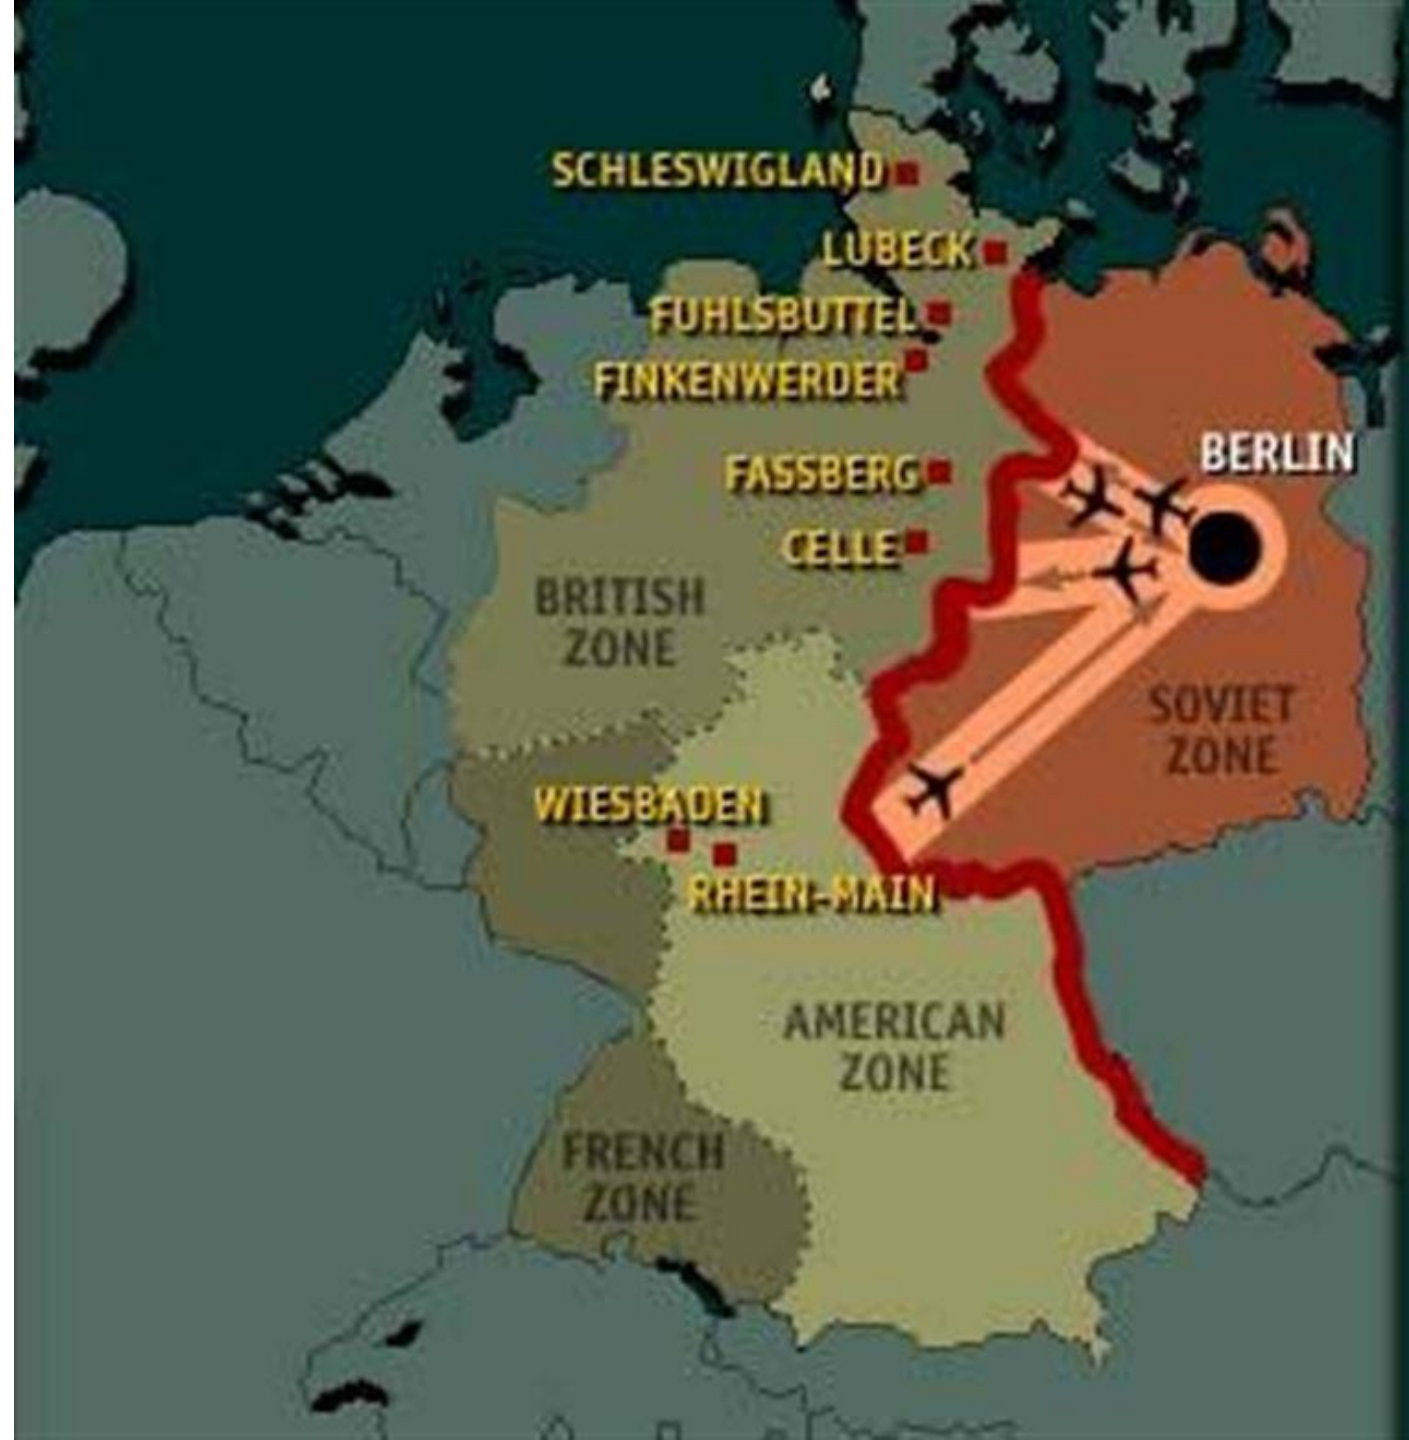 SCHLESWIGLAND
LUBECK
FUHLSBUTTEL
FINKENWERDER
BERLIN
FASSBERG
CELLE
BRITISH
ZONE
SOVIET
ZONE
WIESBADEN
RHEIN-MAIN
AMERICAN
ZONE
FRENCH
ZONE